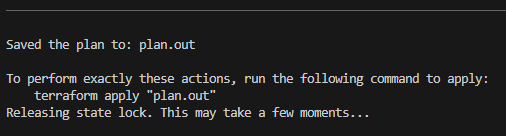 Saved the plan to: plan.out
To perform exactly these actions, run the following command to apply:
    terraform apply "plan.out"
Releasing state lock. This may take a few moments...